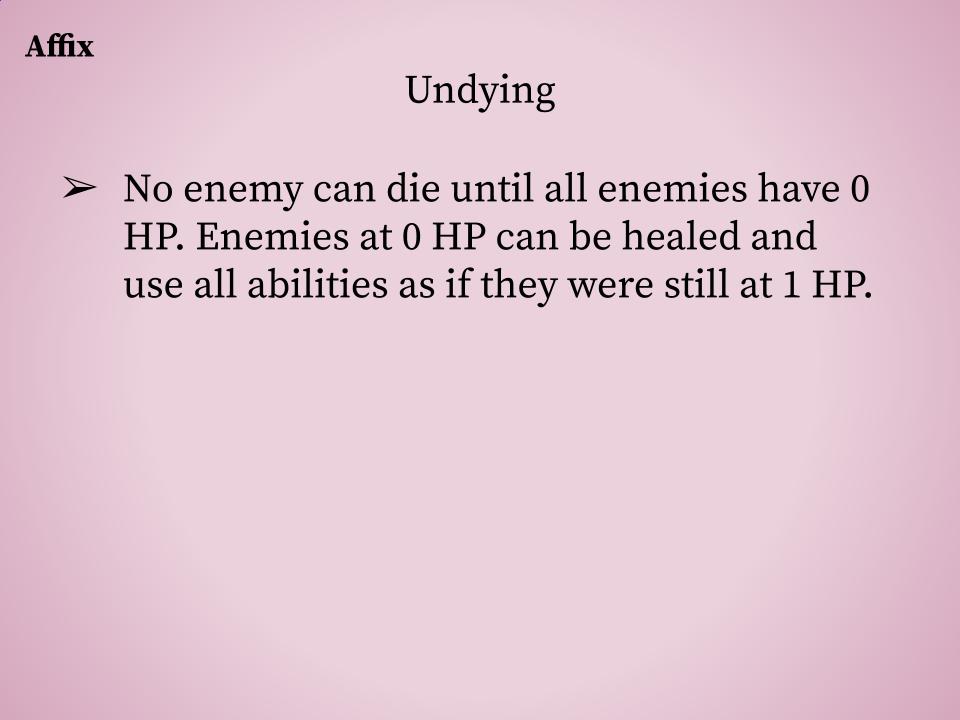 Affix
Undying
➢ No enemy can die until all enemies have 0
HP. Enemies at 0 HP can be healed and
use all abilities as if they were still at 1 HP.